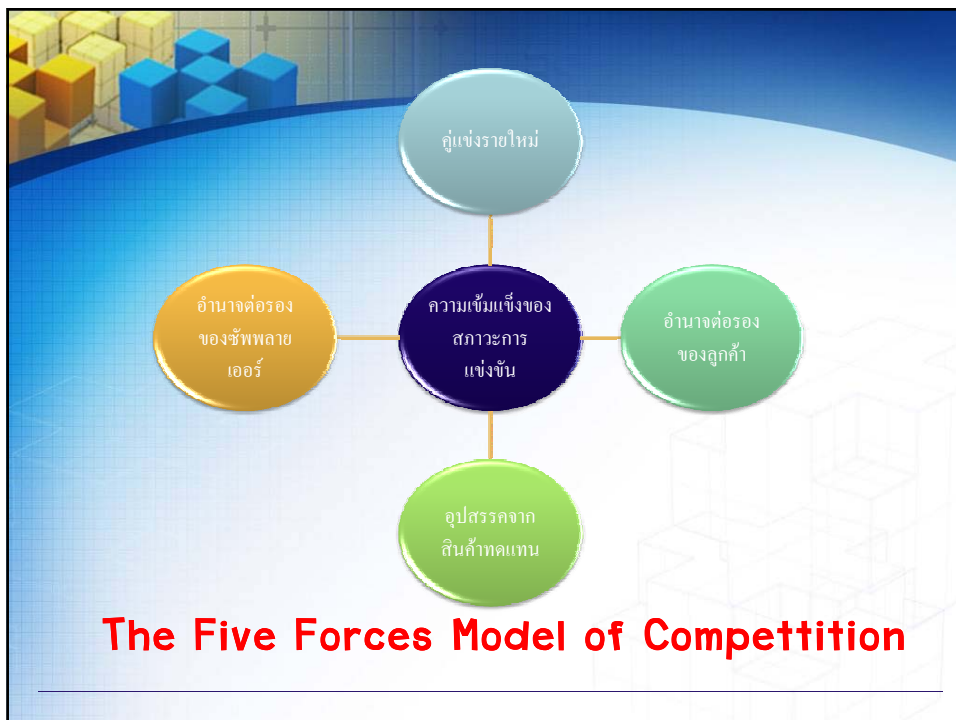 คู่แข่งรายใหม่
อำนาจต่อรอง
ของซัพพลาย
เออร์
ความเข้มแข็งของ
สภาวะการ
แข่งขัน
อำนาจต่อรอง
ของลูกค้า
อุปสรรคจาก
สินค้าทดแทน
The Five Forces Model of Compettition